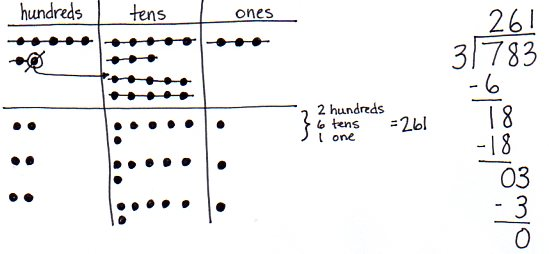 hundreds tens ones
2 hundreds
6 tens
1 one
} = 261
261
3 783
-6
18
-18
03
- 3
0